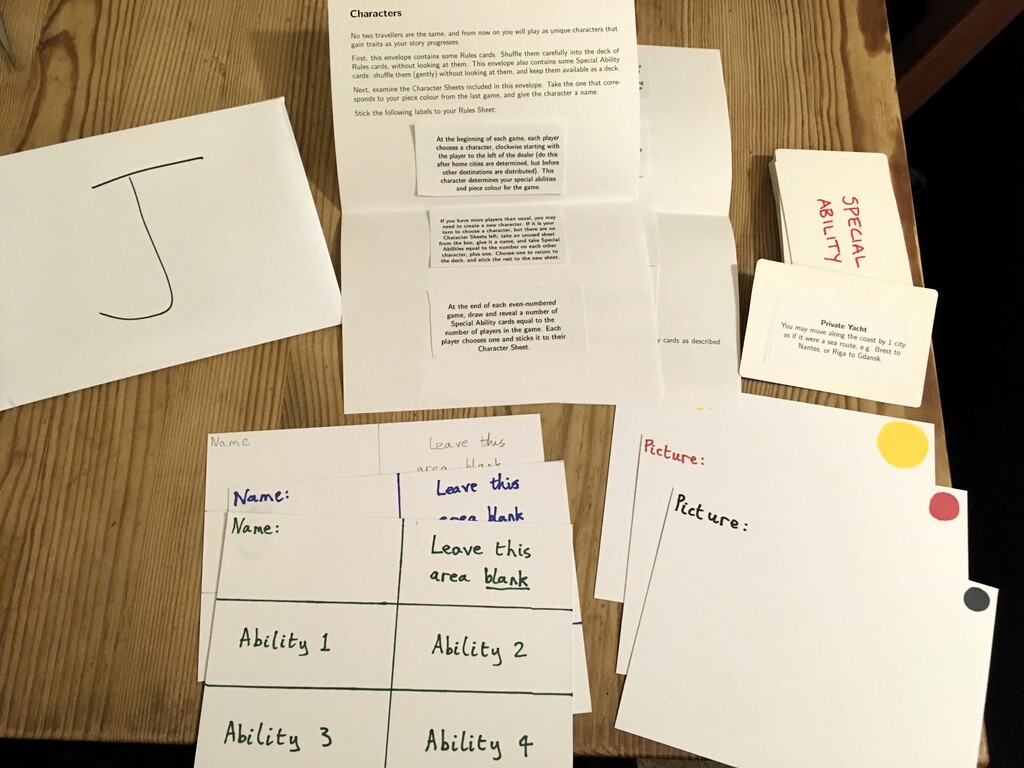 Characters
No two travellers are the same, and from now on you will play as unique characters that
gain traits as your story progresses.
First, this envelope contains some Rules cards. Shuffle them carefully into the deck of
Rules cards, without looking at them. This envelope also contains some Special Ability
cards: shuffle them (gently) without looking at them, and keep them available as a deck.
Next, examine the Character Sheets included in this envelope. Take the one that corre-
sponds to your piece colour from the last game, and give the character a name.
Stick the following labels to your Rules Sheet:
At the beginning of each game, each player
chooses a character, clockwise starting with
the player to the left of the dealer (do this
after home cities are determined, but before
other destinations are distributed). This
character determines your special abilities
and piece colour for the game.
If you have more players than usual, you may
need to create a new character. If it is your
turn to choose a character, but there are no
Character Sheets left, take an unused sheet
from the box, give it a name, and take Special
Abilities equal to the number on each other
character, plus one. Choose one to return to
the deck, and stick the rest to the new sheet.
At the end of each even-numbered
game, draw and reveal a number of
Special Ability cards equal to the
number of players in the game. Each
player chooses one and sticks it to their
Character Sheet.
y cards as described
J
SPECIAL
ABILITY
Private Yacht
You may move along the coast by 1 city
as if it were a sea route, e.g. Brest to
Nantes, or Riga to Gdansk.
Name
Leave this
area blank
Name:
Leave this
area blank
Name:
Leave this
area blank
Ability 1
Ability 2
Ability 3
Ability 4
Picture:
Picture: